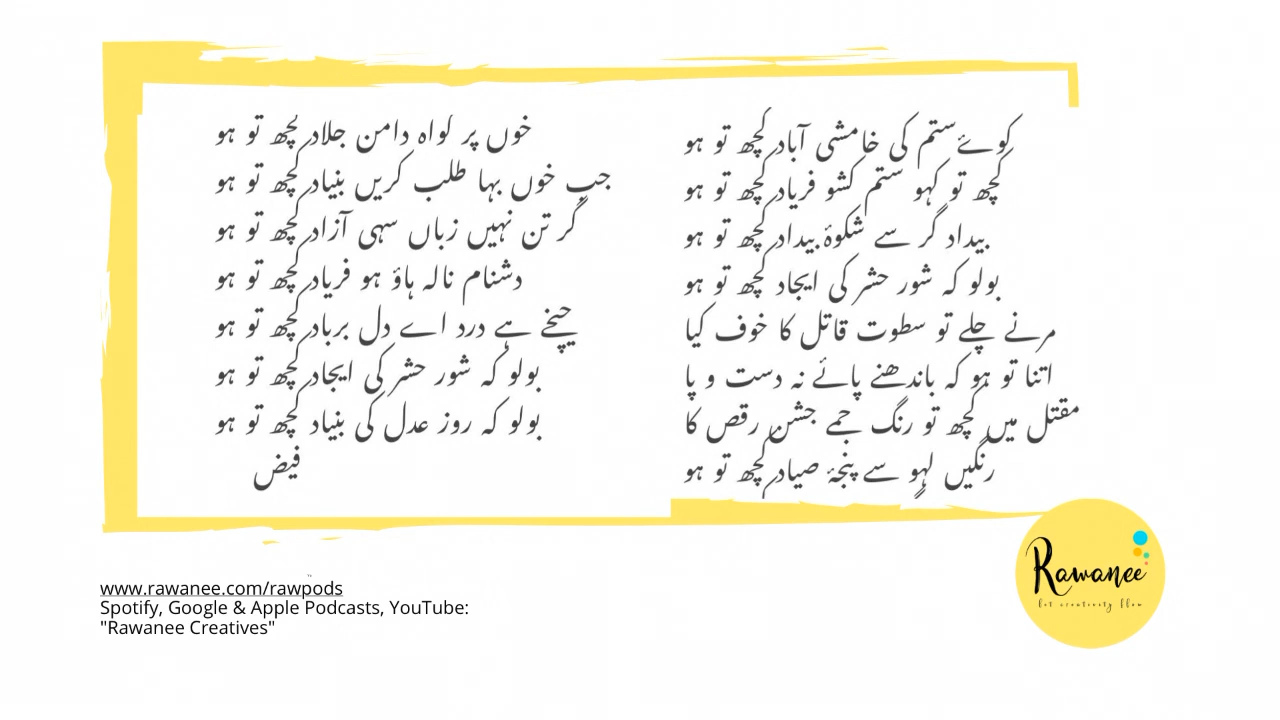 کوئے ستم کی خامشی آباد کچھ تو ہو
کچھ تو کہو ستم کشو فریاد کچھ تو ہو
بیداد گر سے شکوۂ بیداد کچھ تو ہو
بولو کہ شور حشر کی ایجاد کچھ تو ہو
مرنے چلے تو سطوت قاتل کا خوف کیا
اتنا تو ہو کہ باندھنے پائے نہ دست و پا
مقتل میں کچھ تو رنگ جمے جشن رقص کا
رنگیں لہو سے پنجۂ صیاد کچھ تو ہو
خوں پر لواہ دامن جلاد کچھ تو ہو
جب خوں بہا طلب کریں بنیاد کچھ تو ہو
گر تن نہیں زباں سہی آزاد کچھ تو ہو
دشنام نالہ ہاؤ ہو فریاد کچھ تو ہو
چیخے ہے درد اے دل برباد کچھ تو ہو
بولو کہ شور حشر کی ایجاد کچھ تو ہو
بولو کہ روز عدل کی بنیاد کچھ تو ہو
فیض
www.rawanee.com/rawpods
Spotify, Google & Apple Podcasts, YouTube:
"Rawanee Creatives"
Rawanee
let creativity flow